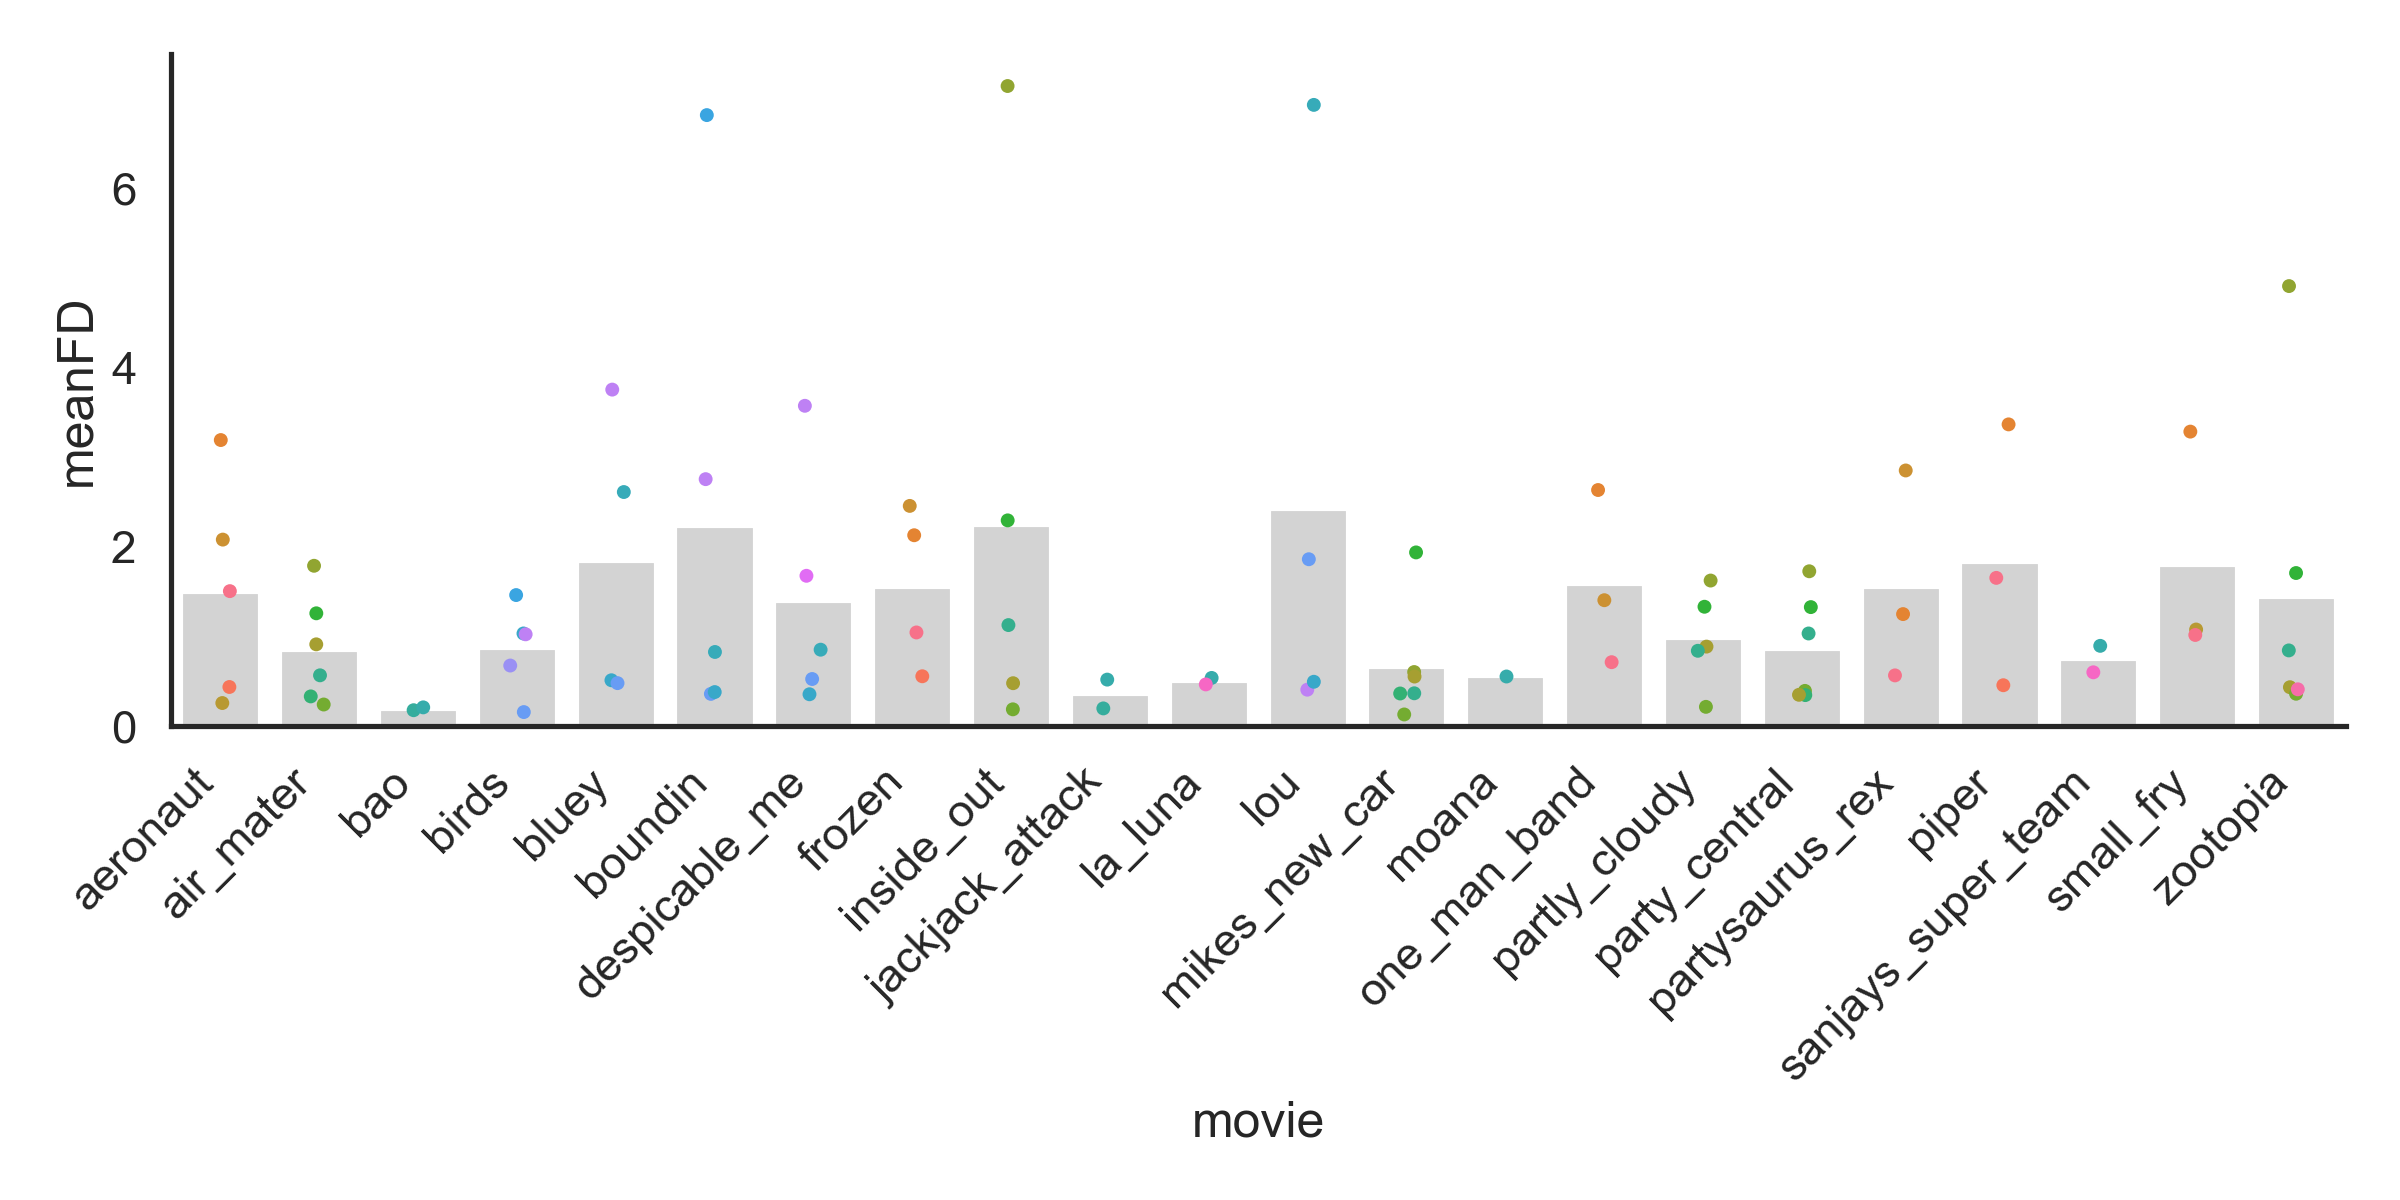 meanFD
6
4
2
0
aeronaut
air_mater
bao
birds
bluey
boundin
despicable_me
frozen
inside_out
jackjack_attack
la_luna
lou
mikes_new_car
moana
one_man_band
partly_cloudy
party_central
partysaurus_rex
piper
sanjays_super_team
small_fry
zootopia
movie